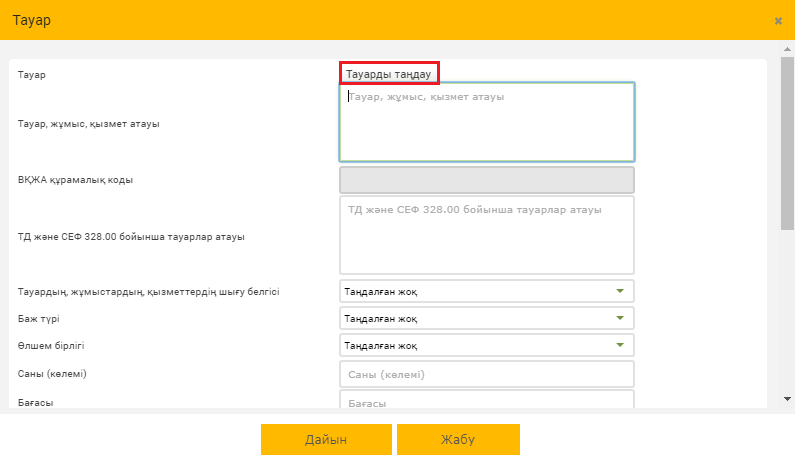 Тауар
Тауар
Тауарды таңдау
Тауар, жұмыс, қызмет атауы
Тауар, жұмыс, қызмет атауы
ВҚЖА құрамалық коды
ТД және СЕФ 328.00 бойынша тауарлар атауы
ТД және СЕФ 328.00 бойынша тауарлар атауы
Тауардың, жұмыстардың, қызметтердің шығу белгісі
Таңдалған жоқ
Баж түрі
Таңдалған жоқ
Өлшем бірлігі
Таңдалған жоқ
Саны (көлемі)
Саны (көлемі)
Бағасы
Бағасы
Дайын
Жабу